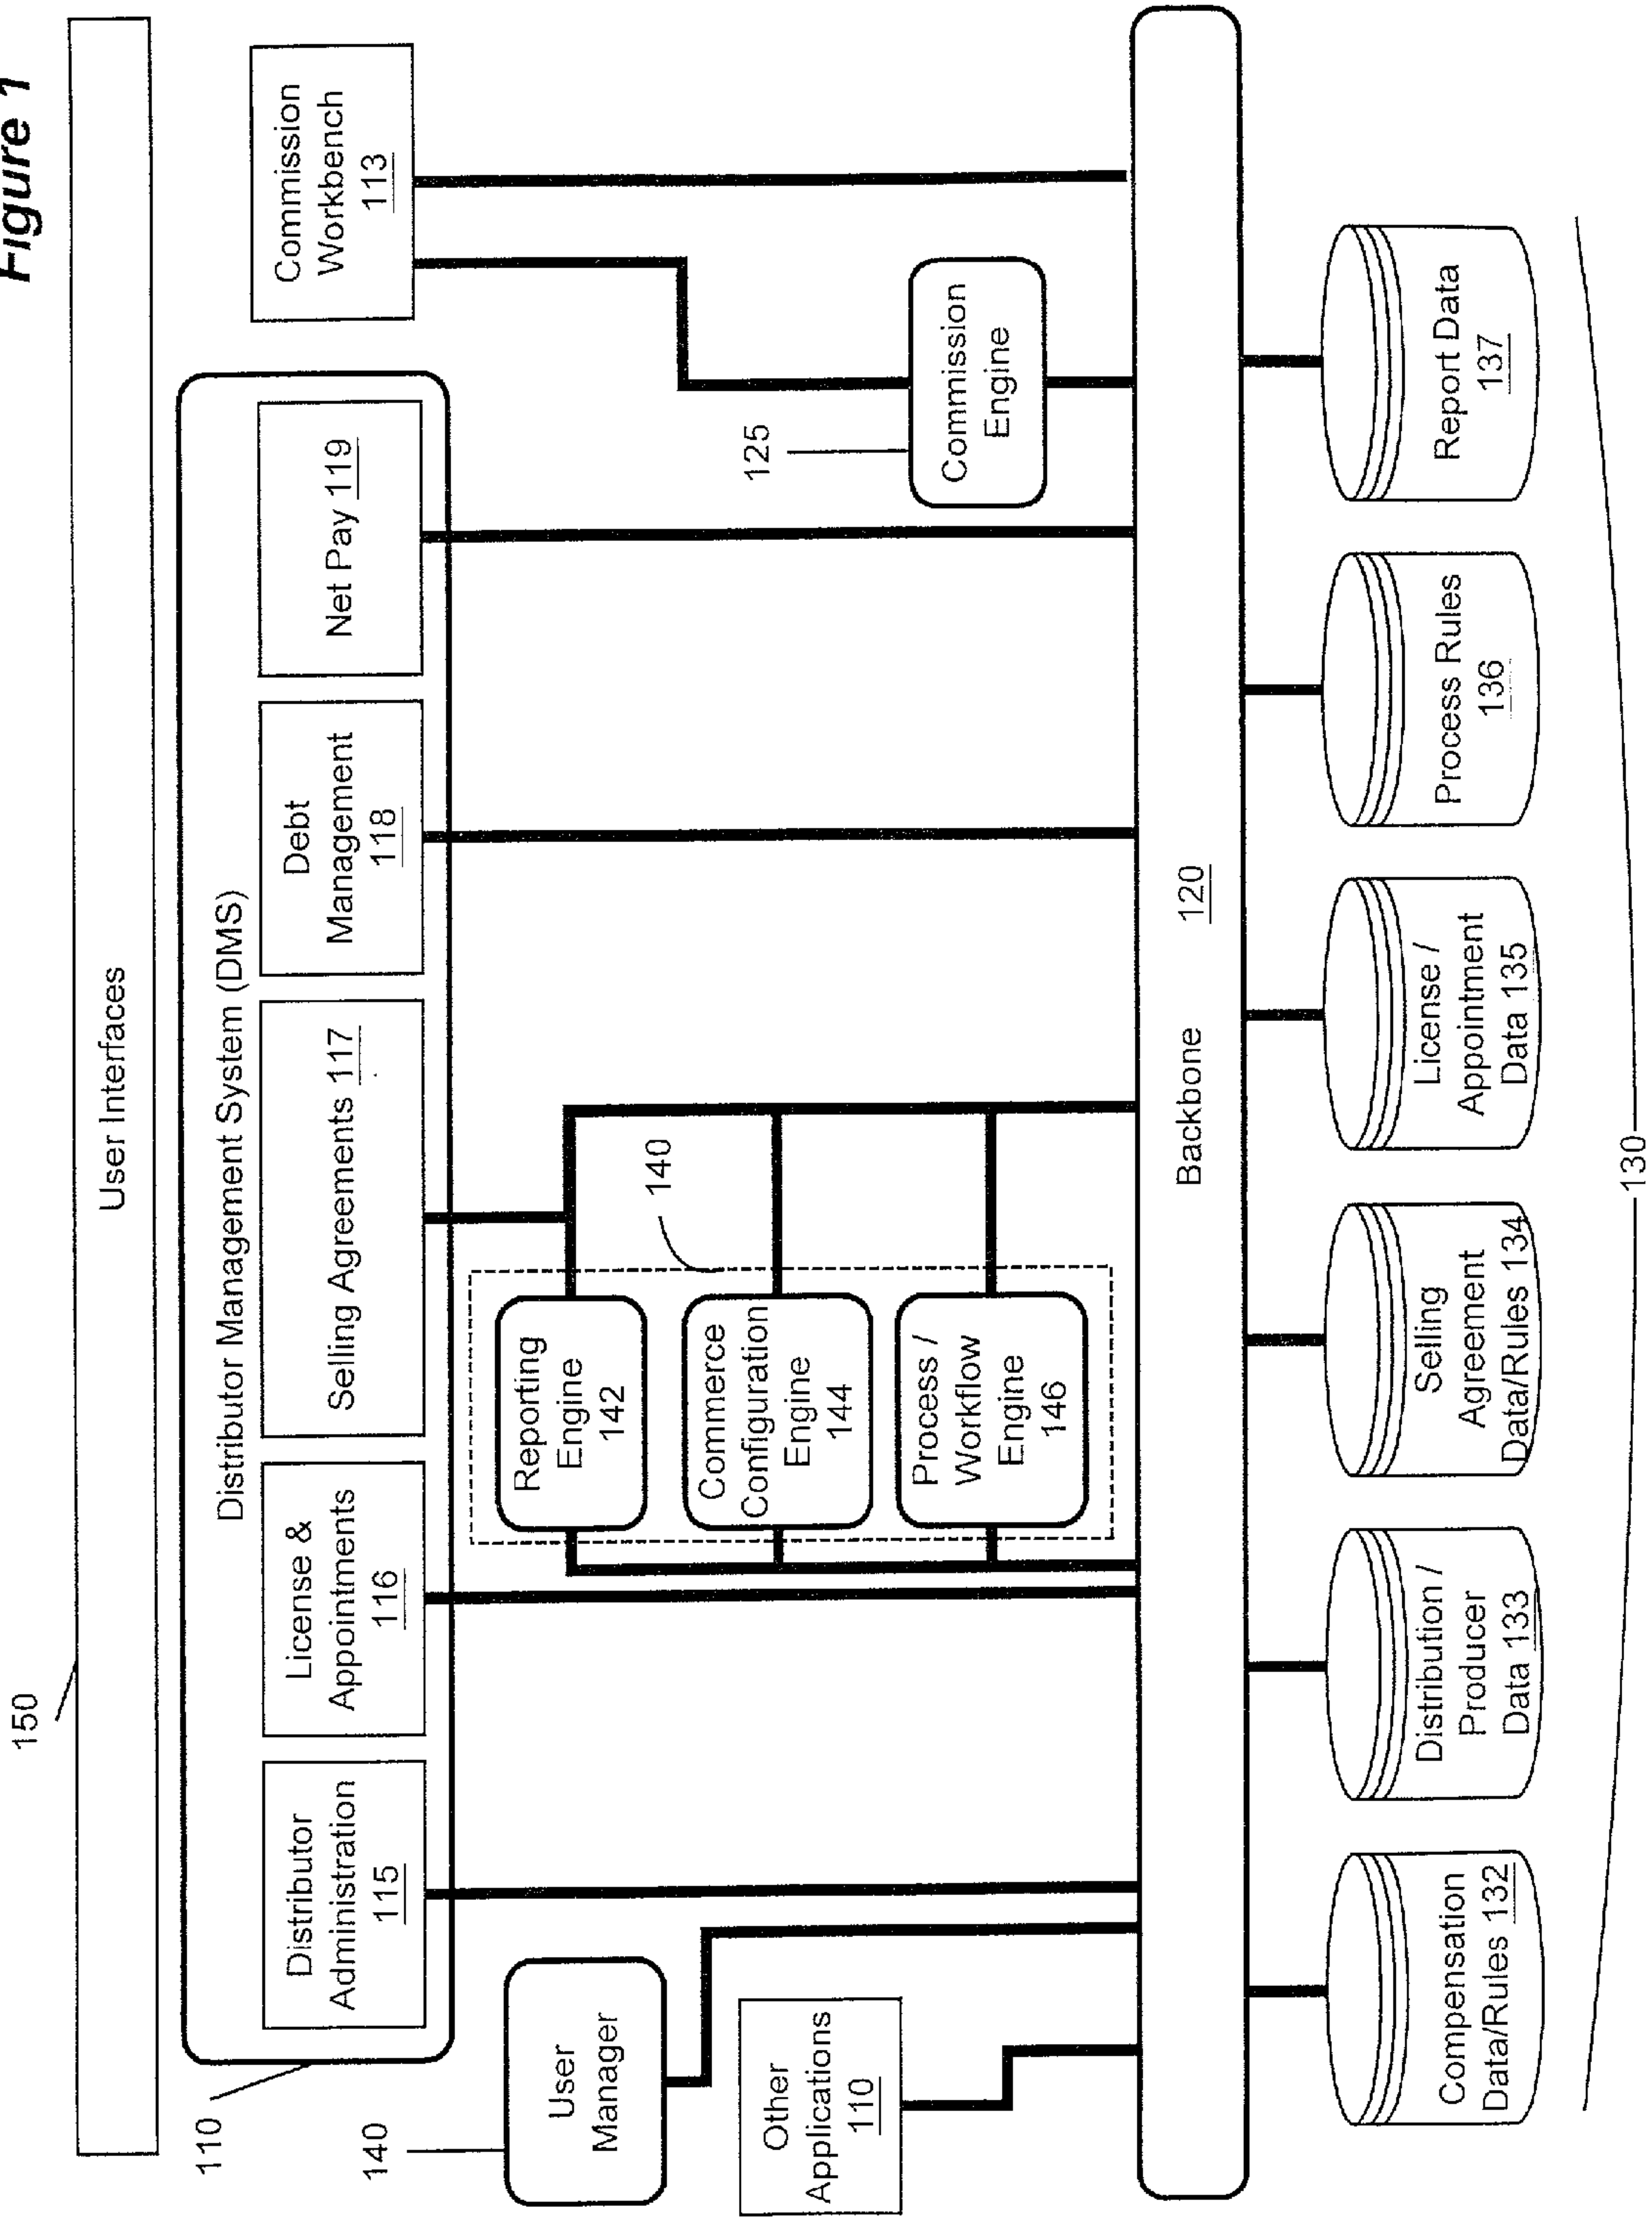 Figure 1
150
User Interfaces
110
Distributor Management System (DMS)
Distributor
Administration
115
License &
Appointments
116
Selling Agreements 117
Debt
Management
118
Net Pay 119
Commission
Workbench
113
140
User
Manager
Other
Applications
110
140
Reporting
Engine
142
Commerce
Configuration
Engine
144
Process /
Workflow
Engine
146
125
Commission
Engine
Backbone 120
Compensation
Data/Rules 132
Distribution /
Producer
Data 133
Selling
Agreement
Data/Rules 134
License /
Appointment
Data 135
Process Rules
136
Report Data
137
130